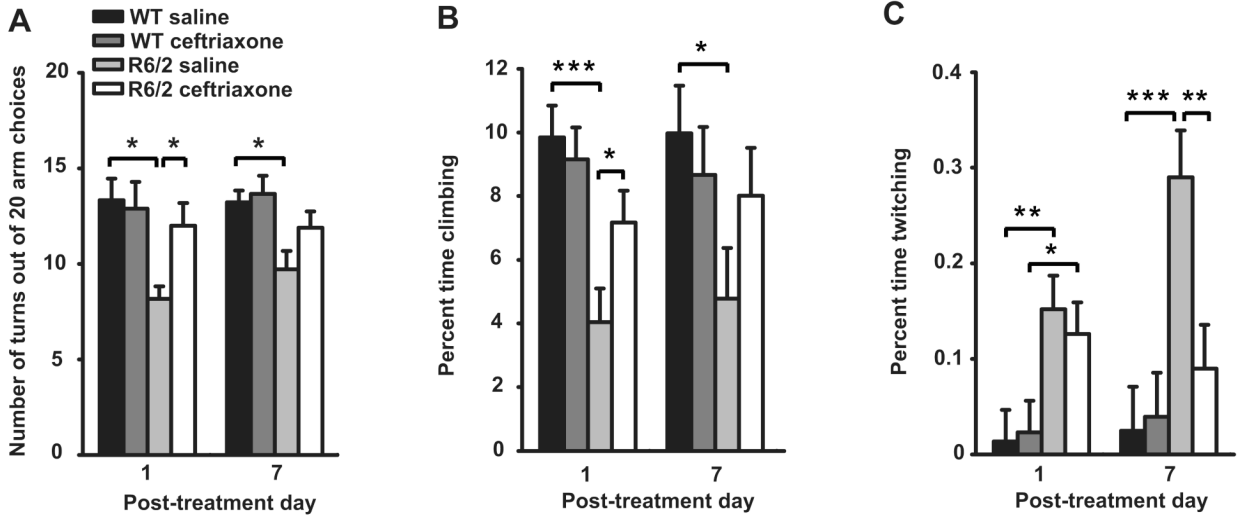 A
WT saline
WT ceftriaxone
R6/2 saline
R6/2 ceftriaxone
Number of turns out of 20 arm choices
20
15
10
5
0
*
*
*
1
7
Post-treatment day
B
Percent time climbing
12
10
8
6
4
2
0
***
*
*
1
7
Post-treatment day
C
Percent time twitching
0.4
0.3
0.2
0.1
0
**
*
***
**
1
7
Post-treatment day